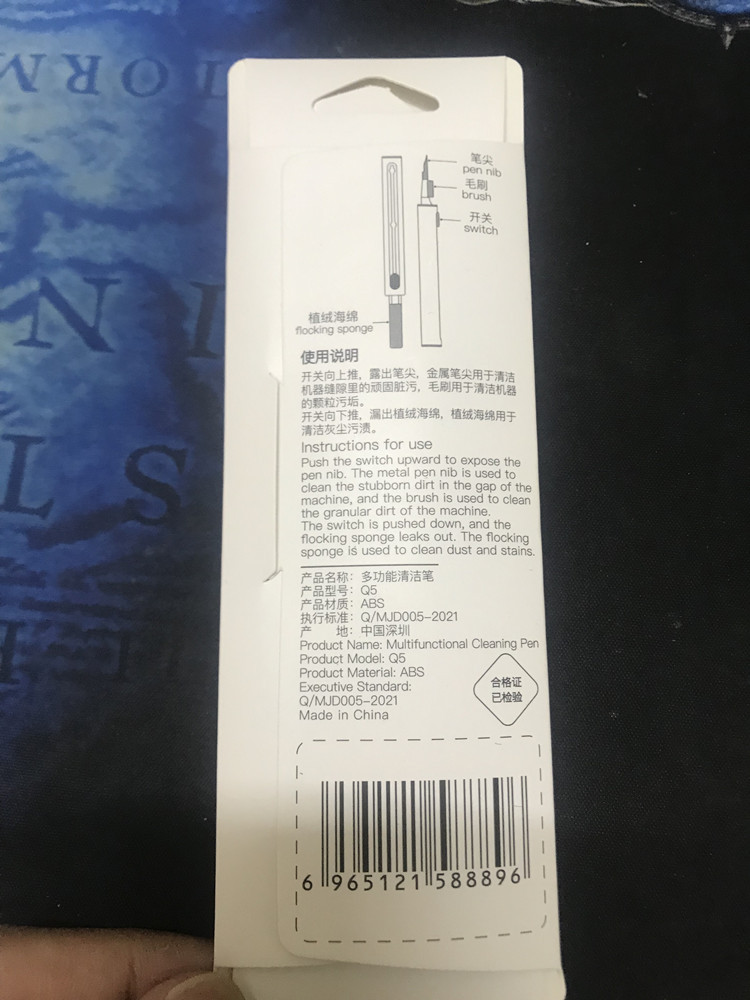 TORM
IN
LTS
笔尖
pen nib
毛刷
brush
开关
switch
植绒海绵
flocking sponge
使用说明
开关向上推，露出笔尖，金属笔尖用于清洁
机器缝隙里的顽固脏污，毛刷用于清洁机器
的颗粒污垢。
开关向下推，漏出植绒海绵，植绒海绵用于
清洁灰尘污渍。
Instructions for use
Push the switch upward to expose the
pen nib. The metal pen nib is used to
clean the stubborn dirt in the gap of the
machine, and the brush is used to clean
the granular dirt of the machine.
The switch is pushed down, and the
flocking sponge leaks out. The flocking
sponge is used to clean dust and stains.
产品名称：多功能清洁笔
产品型号：Q5
产品材质：ABS
执行标准：Q/MJD005-2021
产 地：中国深圳
Product Name: Multifunctional Cleaning Pen
Product Model: Q5
Product Material: ABS
Executive Standard:
Q/MJD005-2021
Made in China
合格证
已检验
6 965121 588896